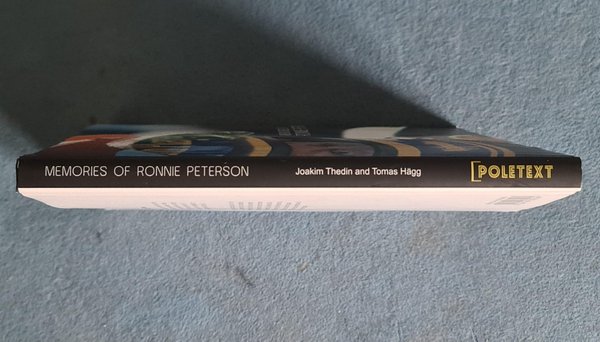 MEMORIES OF RONNIE PETERSON Joakim Thedin and Tomas Hägg [POLETEXT